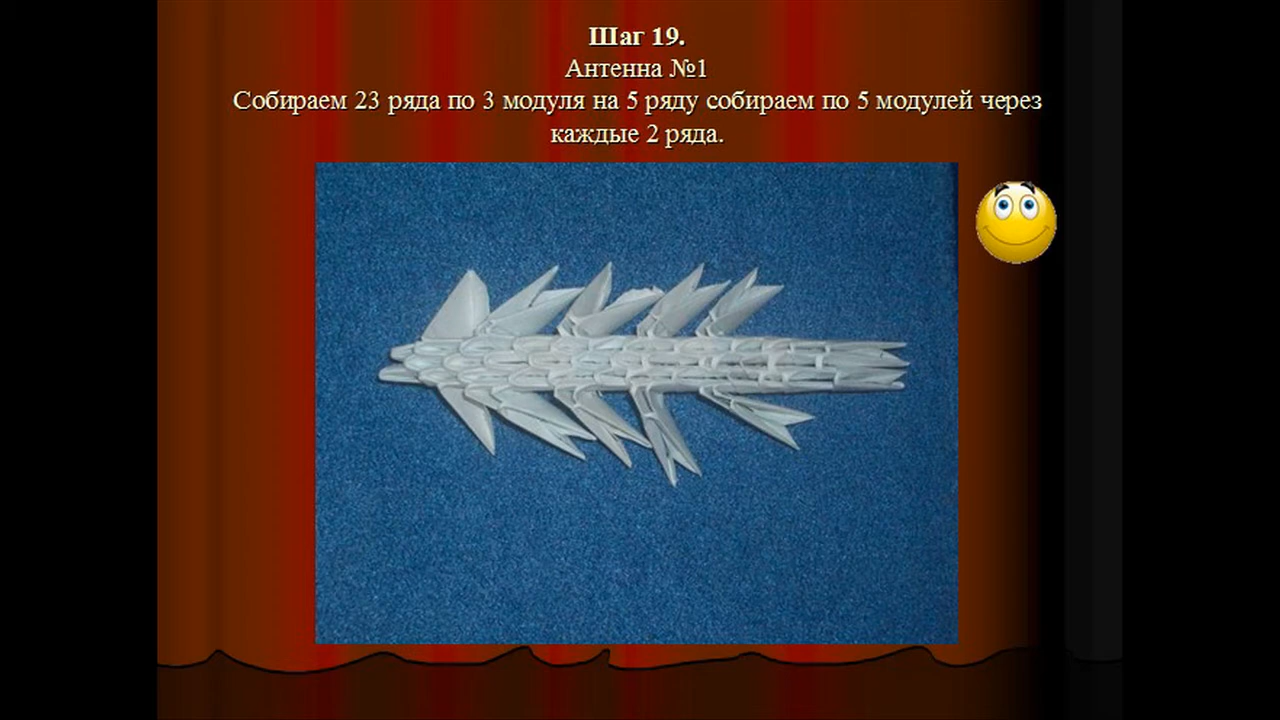 Шаг 19.
Антенна №1
Собираем 23 ряда по 3 модуля на 5 ряду собираем по 5 модулей через
каждые 2 ряда.